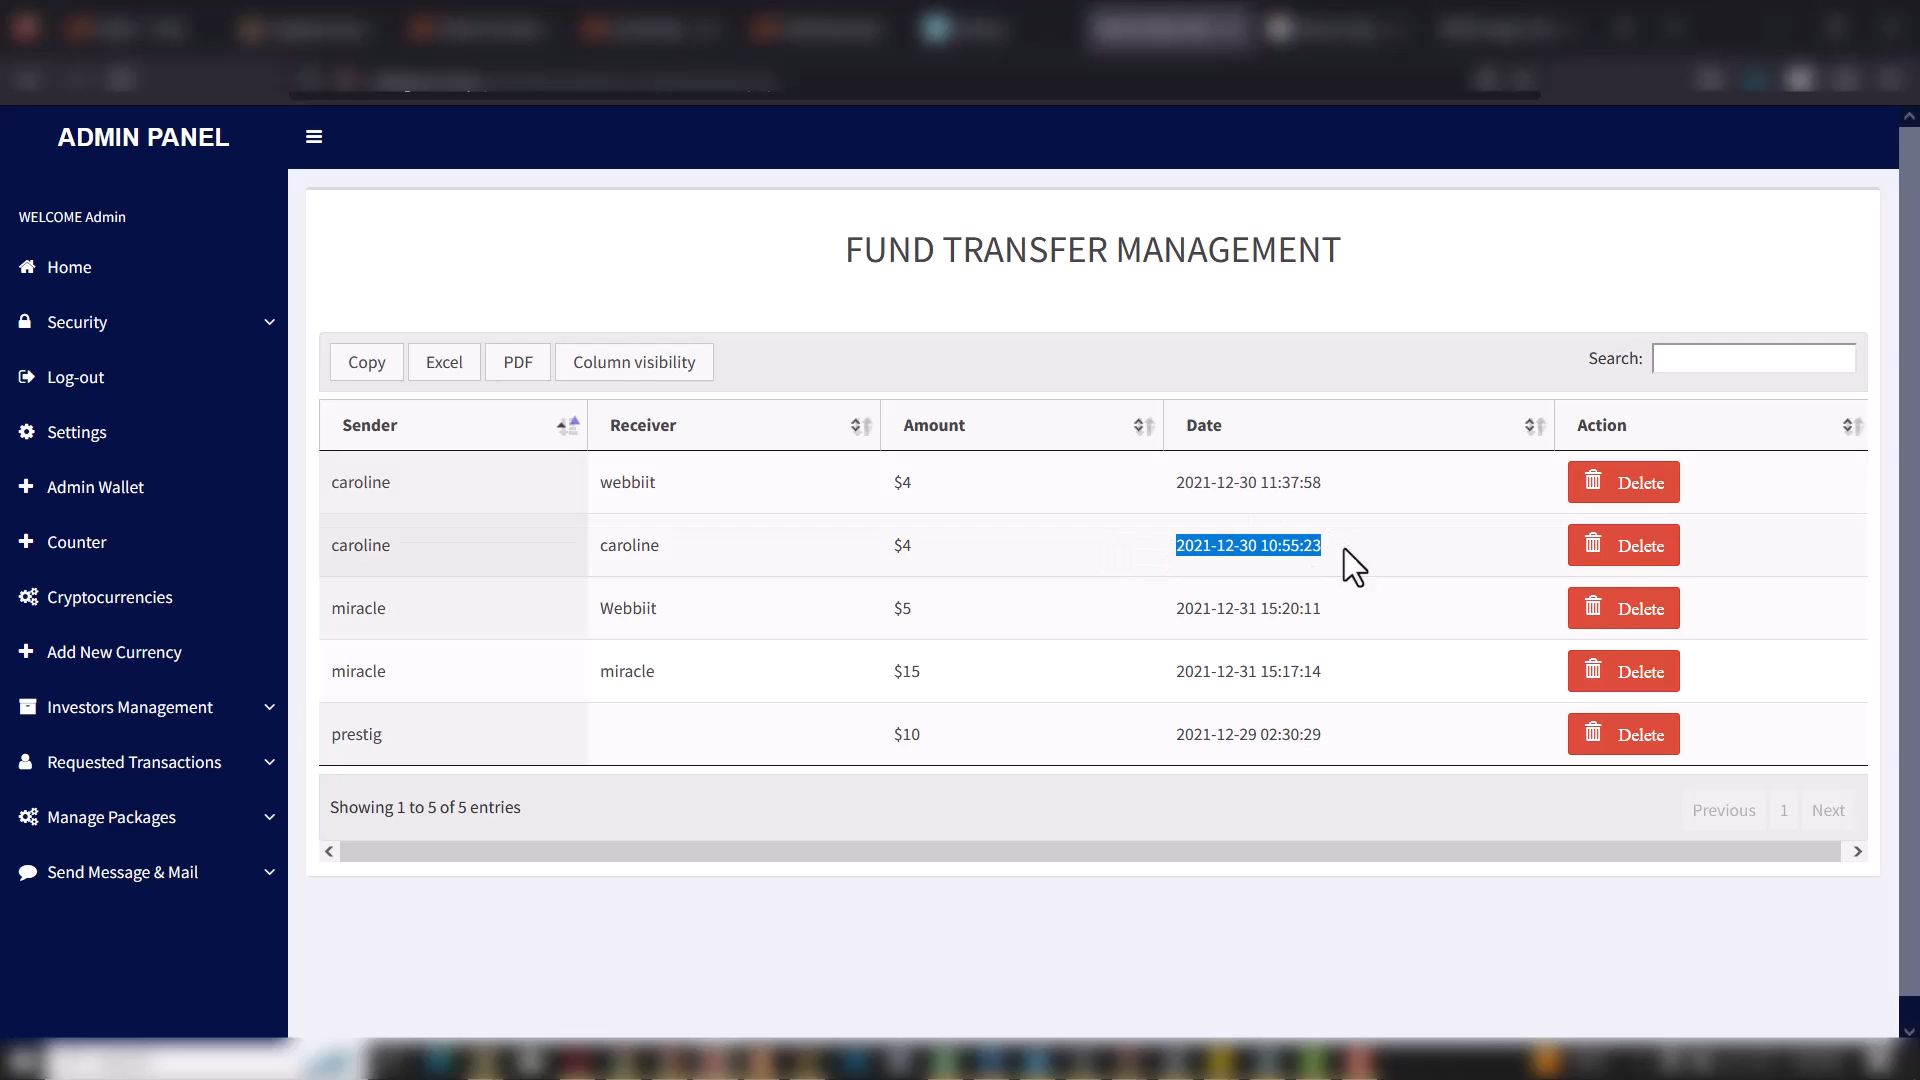 ADMIN PANEL
WELCOME Admin
Home
Security
Log-out
Settings
Admin Wallet
Counter
Cryptocurrencies
Add New Currency
Investors Management
Requested Transactions
Manage Packages
Send Message & Mail
FUND TRANSFER MANAGEMENT
Copy Excel PDF Column visibility Search:
Sender Receiver Amount Date Action
caroline webbiit $4 2021-12-30 11:37:58 Delete
caroline caroline $4 2021-12-30 10:55:23 Delete
miracle Webbiit $5 2021-12-31 15:20:11 Delete
miracle miracle $15 2021-12-31 15:17:14 Delete
prestig $10 2021-12-29 02:30:29 Delete
Showing 1 to 5 of 5 entries
Previous 1 Next